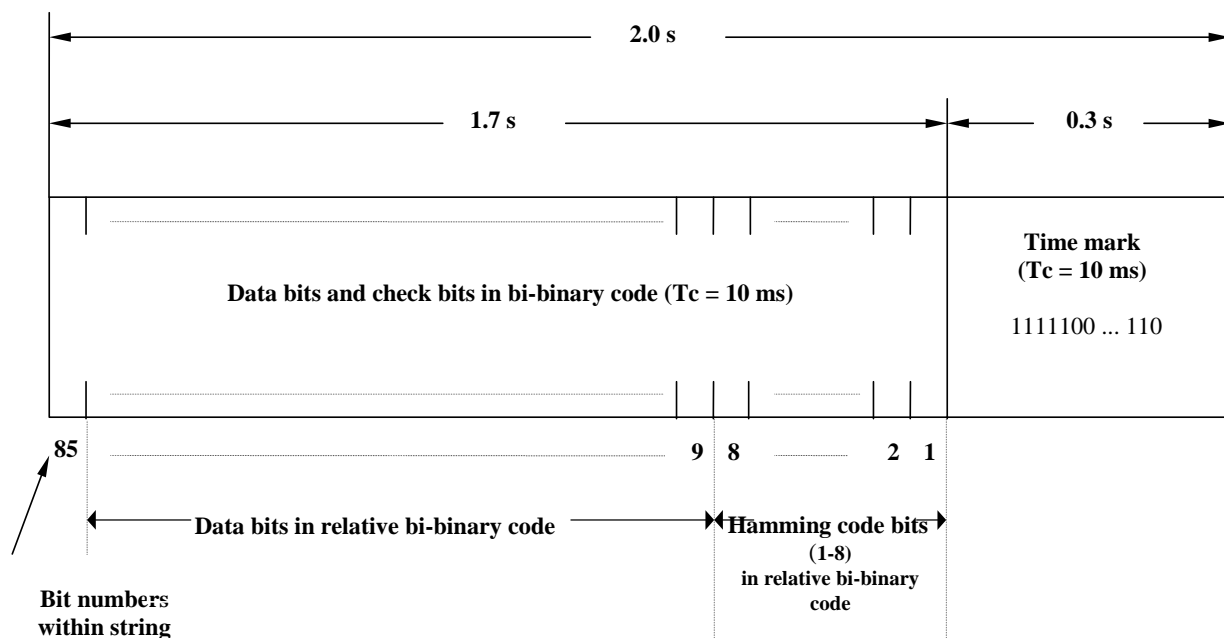 2.0 s
1.7 s
0.3 s
Time mark
(Tc = 10 ms)
Data bits and check bits in bi-binary code (Tc = 10 ms)
1111100 ... 110
85
9
8
2
1
Data bits in relative bi-binary code
Hamming code bits
(1-8)
in relative bi-binary
code
Bit numbers
within string